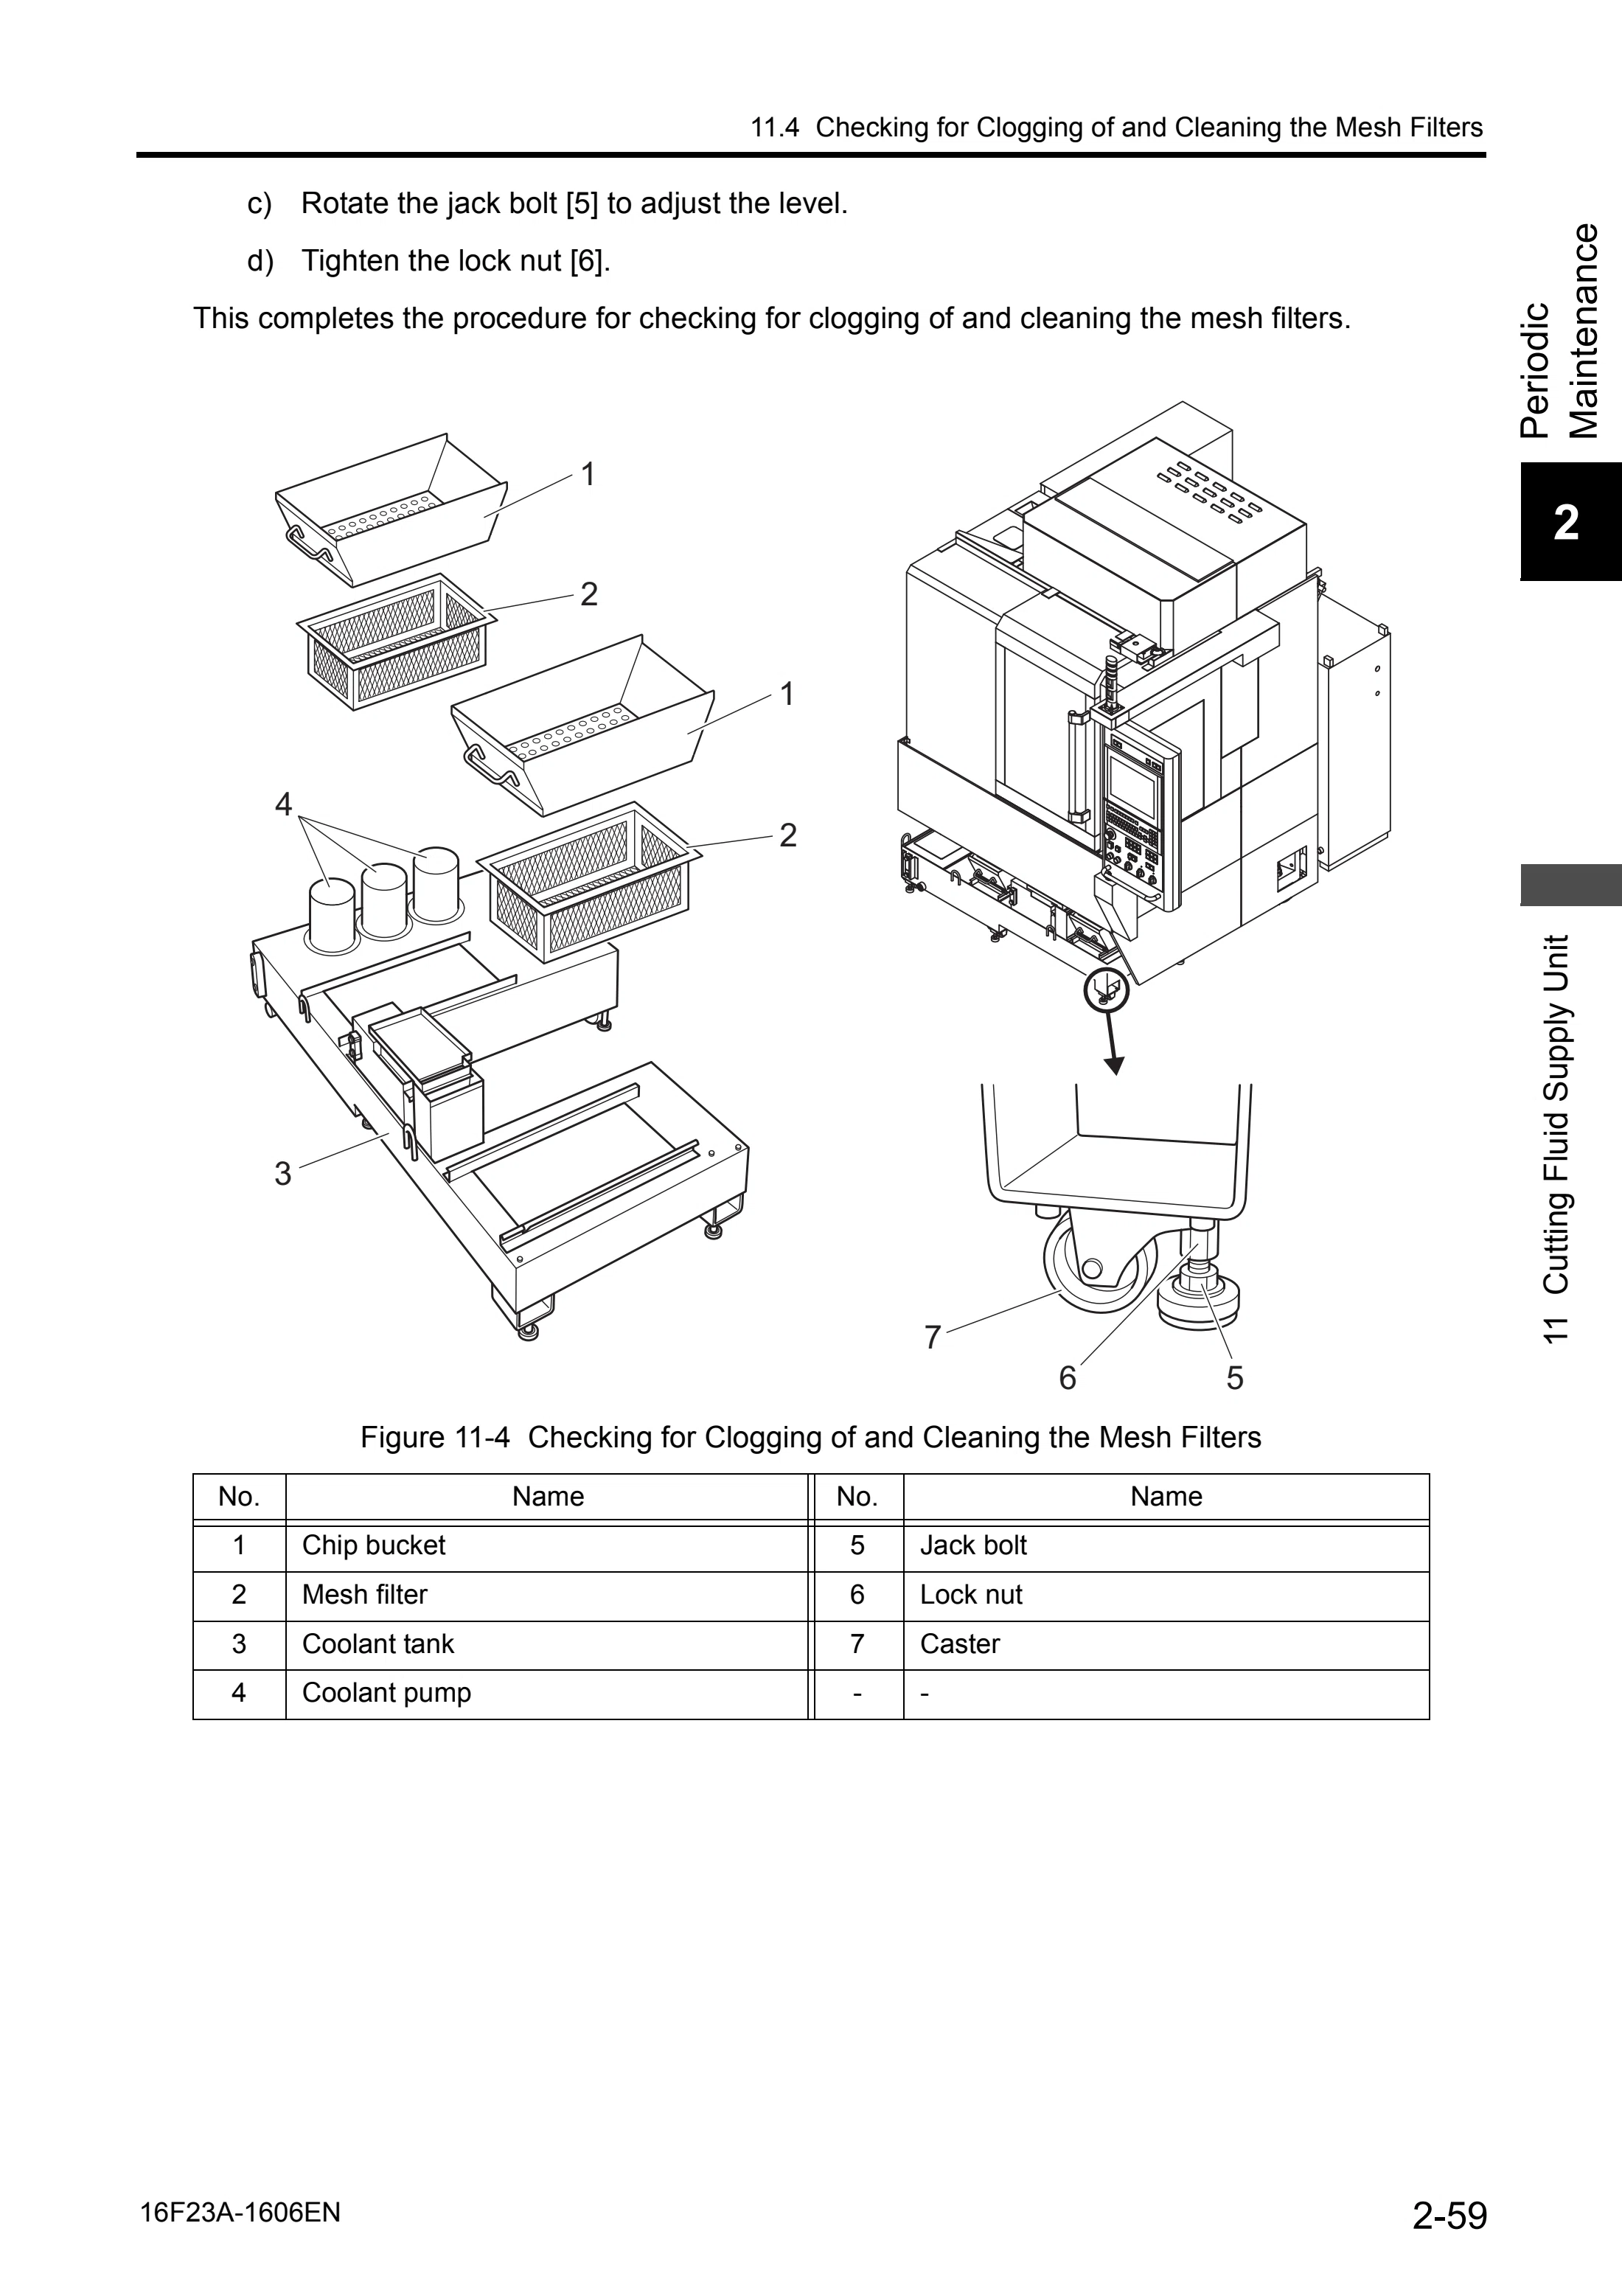 11.4 Checking for Clogging of and Cleaning the Mesh Filters
c) Rotate the jack bolt [5] to adjust the level.
d) Tighten the lock nut [6].
This completes the procedure for checking for clogging of and cleaning the mesh filters.
1
2
1
2
4
3
7
6
5
Figure 11-4 Checking for Clogging of and Cleaning the Mesh Filters
No. Name No. Name
1 Chip bucket 5 Jack bolt
2 Mesh filter 6 Lock nut
3 Coolant tank 7 Caster
4 Coolant pump - -
Periodic
Maintenance
2
11 Cutting Fluid Supply Unit
16F23A-1606EN
2-59